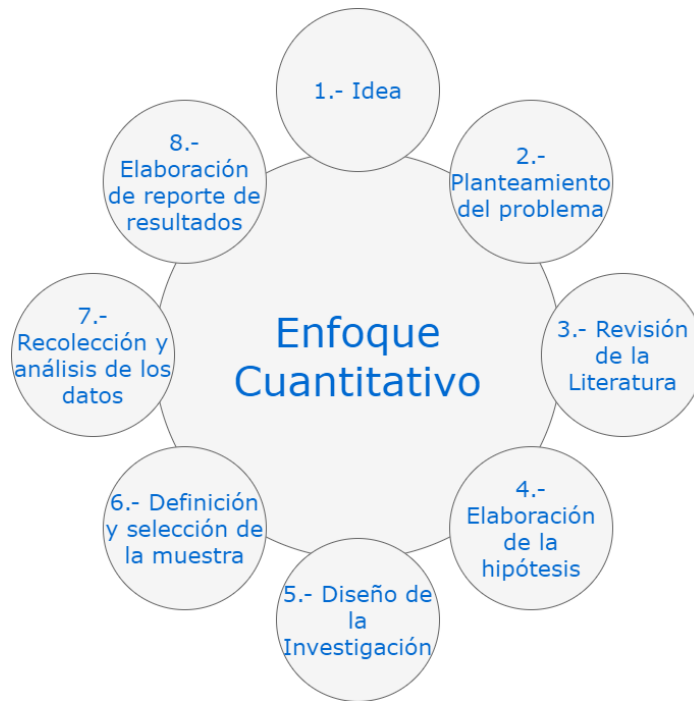 1.- Idea
2.-
Planteamiento
del problema
3.- Revisión
de la
Literatura
4.-
Elaboración
de la
hipótesis
5.- Diseño de
la
Investigación
6.- Definición
y selección de
la muestra
7.-
Recolección y
análisis de los
datos
8.-
Elaboración
de reporte de
resultados
Enfoque
Cuantitativo